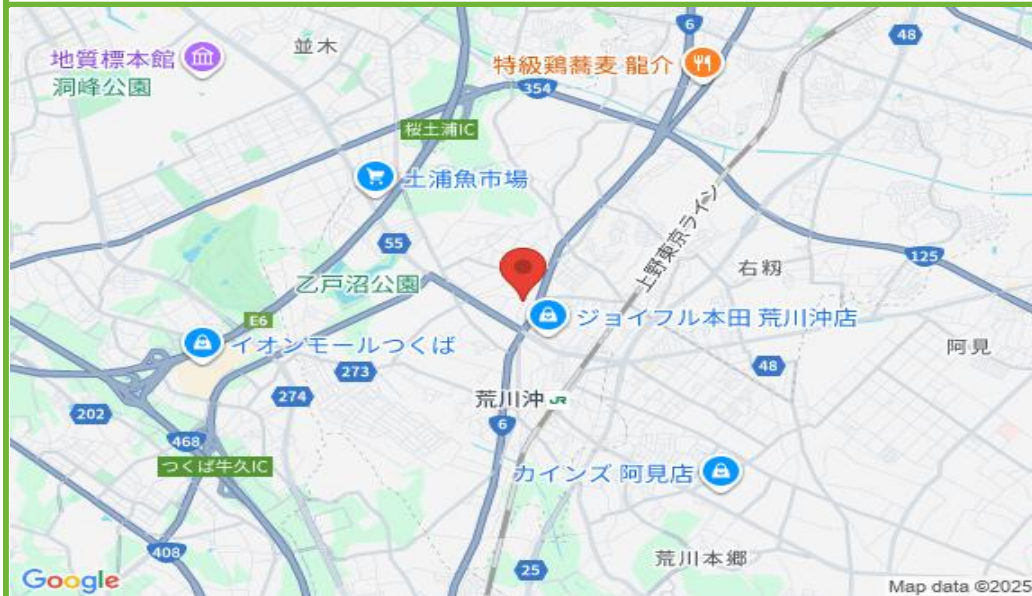 6
48
並木
地質標本館
洞峰公園
特級鶏蕎麦 龍介
354
桜土浦IC
土浦魚市場
上野東京ライン
55
125
右籾
乙戸沼公園
E6
ジョイフル本田 荒川沖店
イオンモールつくば
阿見
273
48
274
荒川沖 JR
202
6
468
つくば牛久IC
カインズ 阿見店
408
25
荒川本郷
Google
Map data ©2025